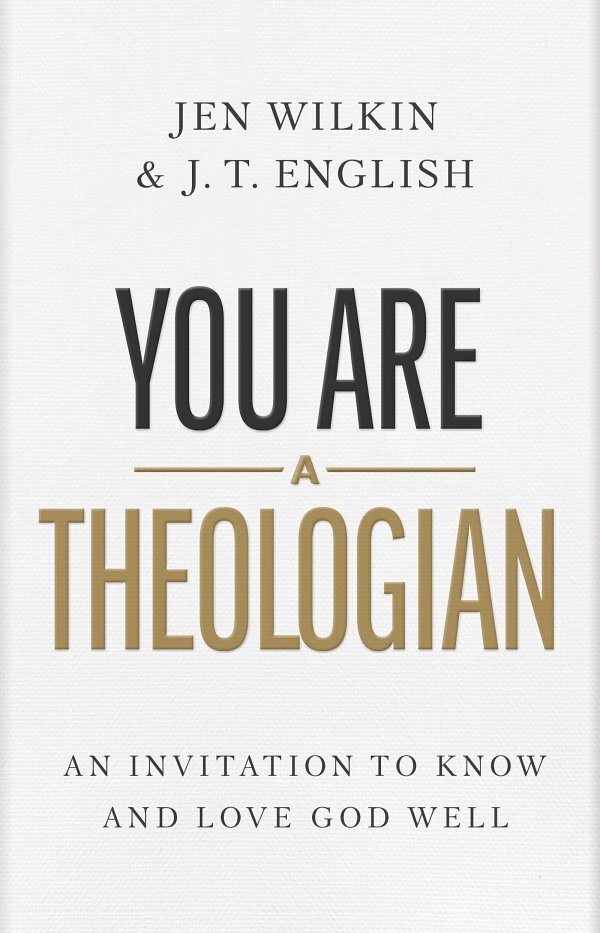 JEN WILKIN
& J. T. ENGLISH
YOU ARE
A
THEOLOGIAN
AN INVITATION TO KNOW
AND LOVE GOD WELL